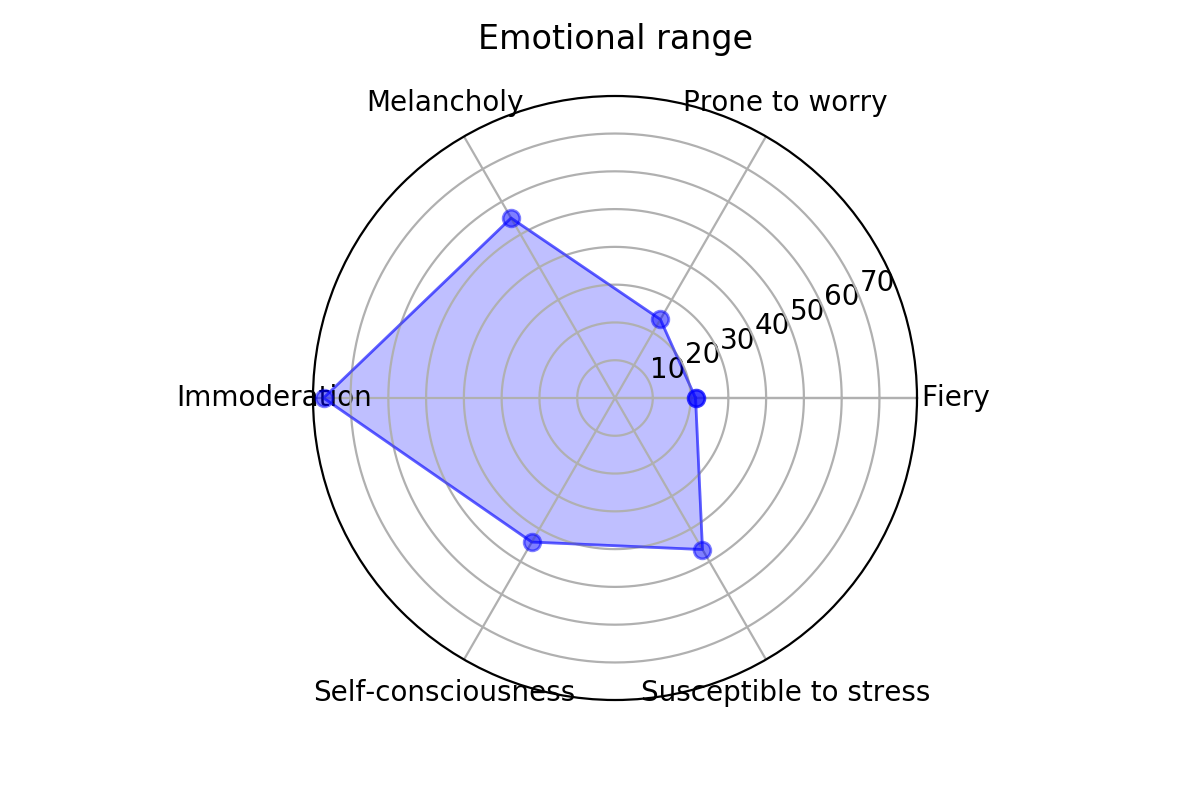 Emotional range
Melancholy
Prone to worry
70
60
50
40
30
20
10
Immoderation
Fiery
Self-consciousness
Susceptible to stress